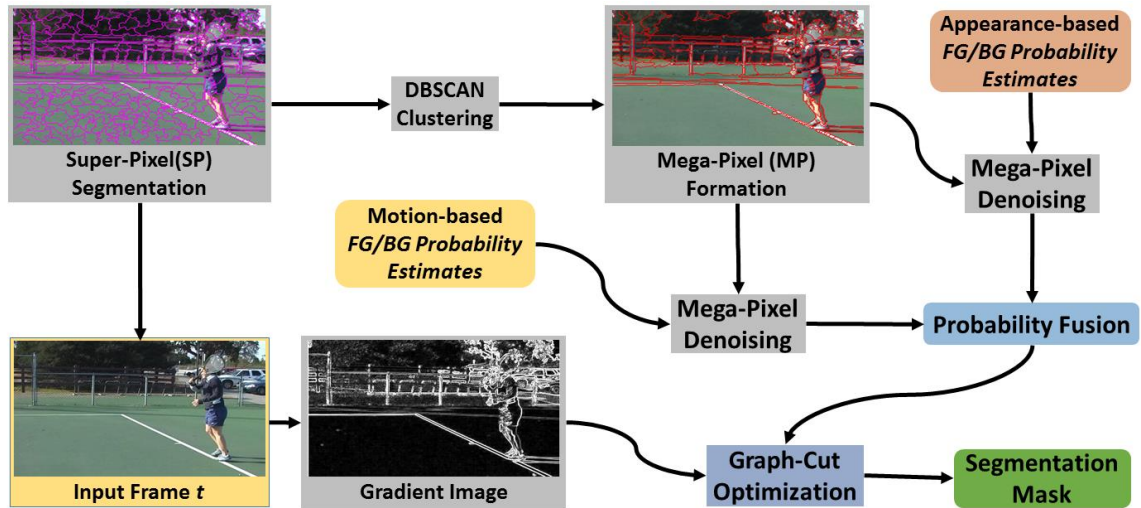 Super-Pixel(SP)
Segmentation
DBSCAN
Clustering
Mega-Pixel (MP)
Formation
Appearance-based
FG/BG Probability
Estimates
Mega-Pixel
Denoising
Motion-based
FG/BG Probability
Estimates
Mega-Pixel
Denoising
Probability Fusion
Input Frame t
Gradient Image
Graph-Cut
Optimization
Segmentation
Mask